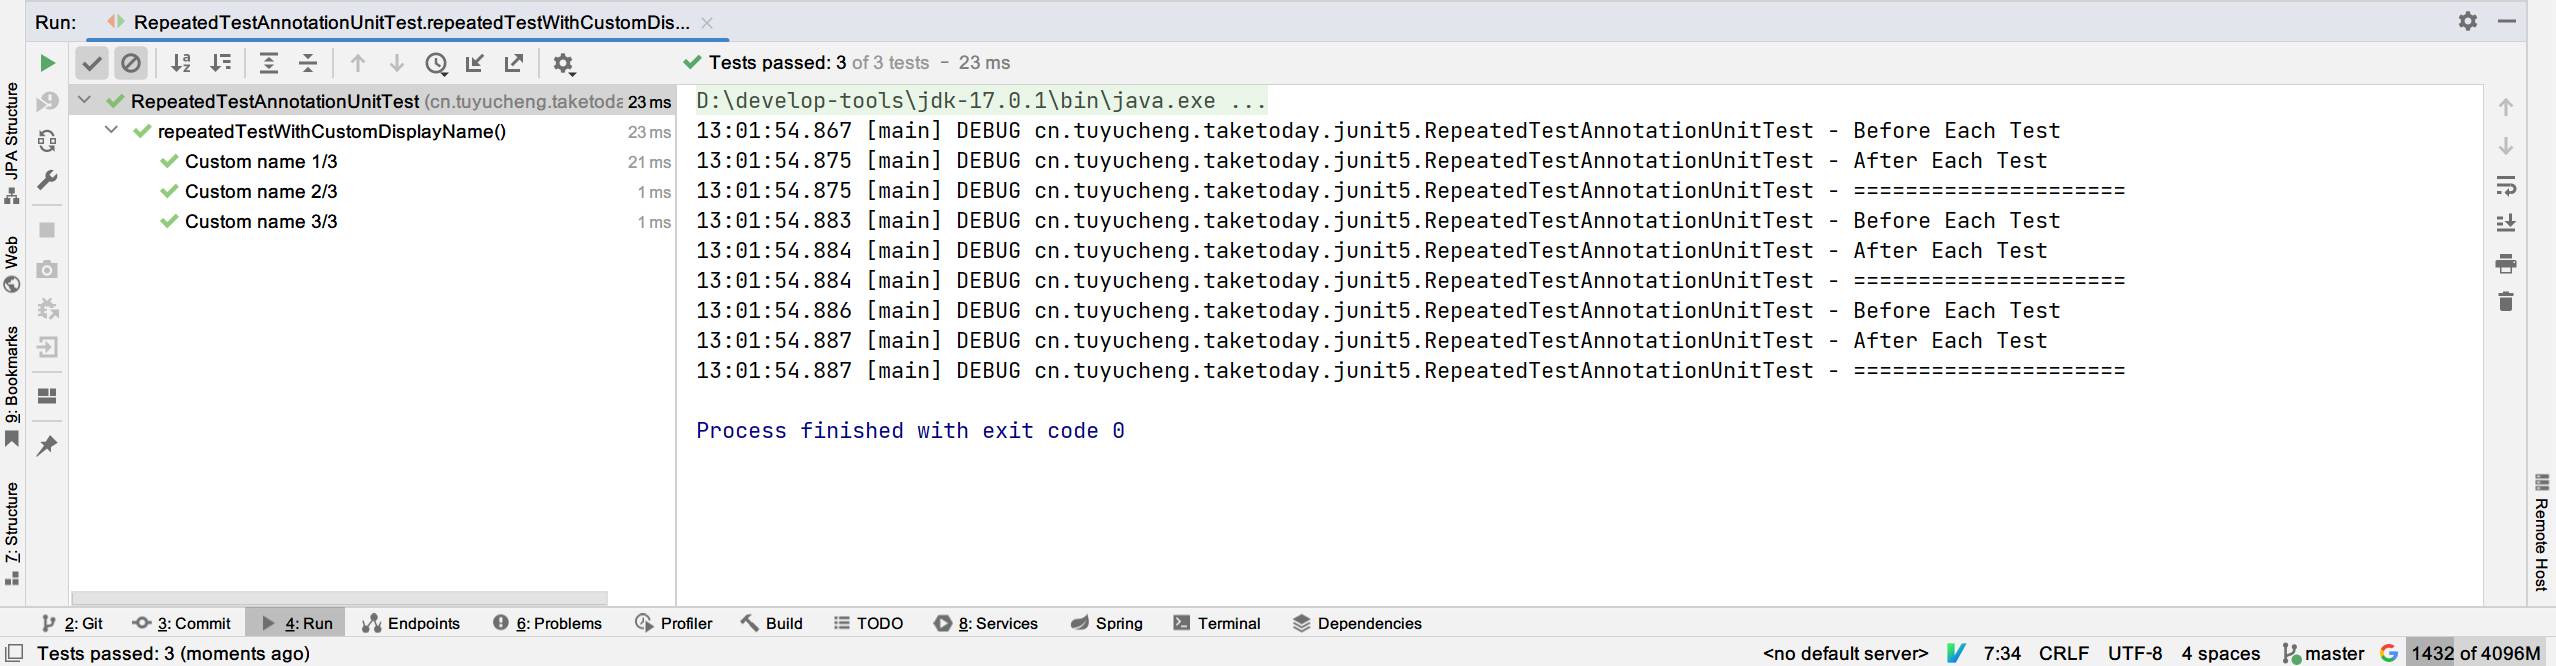 Run: RepeatedTestAnnotationUnitTest.repeatedTestWithCustomDis...
Tests passed: 3 of 3 tests – 23 ms
RepeatedTestAnnotationUnitTest (cn.tuyucheng.taketoda 23 ms
repeatedTestWithCustomDisplayName() 23 ms
Custom name 1/3 21 ms
Custom name 2/3 1 ms
Custom name 3/3 1 ms
D:\develop-tools\jdk-17.0.1\bin\java.exe ...
13:01:54.867 [main] DEBUG cn.tuyucheng.taketoday.junit5.RepeatedTestAnnotationUnitTest - Before Each Test
13:01:54.875 [main] DEBUG cn.tuyucheng.taketoday.junit5.RepeatedTestAnnotationUnitTest - After Each Test
13:01:54.875 [main] DEBUG cn.tuyucheng.taketoday.junit5.RepeatedTestAnnotationUnitTest - =====================
13:01:54.883 [main] DEBUG cn.tuyucheng.taketoday.junit5.RepeatedTestAnnotationUnitTest - Before Each Test
13:01:54.884 [main] DEBUG cn.tuyucheng.taketoday.junit5.RepeatedTestAnnotationUnitTest - After Each Test
13:01:54.884 [main] DEBUG cn.tuyucheng.taketoday.junit5.RepeatedTestAnnotationUnitTest - =====================
13:01:54.886 [main] DEBUG cn.tuyucheng.taketoday.junit5.RepeatedTestAnnotationUnitTest - Before Each Test
13:01:54.887 [main] DEBUG cn.tuyucheng.taketoday.junit5.RepeatedTestAnnotationUnitTest - After Each Test
13:01:54.887 [main] DEBUG cn.tuyucheng.taketoday.junit5.RepeatedTestAnnotationUnitTest - =====================
Process finished with exit code 0
JPA Structure
Web
9: Bookmarks
7: Structure
Remote Host
2: Git 3: Commit 4: Run Endpoints 6: Problems Profiler Build TODO 8: Services Spring Terminal Dependencies
Tests passed: 3 (moments ago) <no default server> 7:34 CRLF UTF-8 4 spaces master 1432 of 4096M